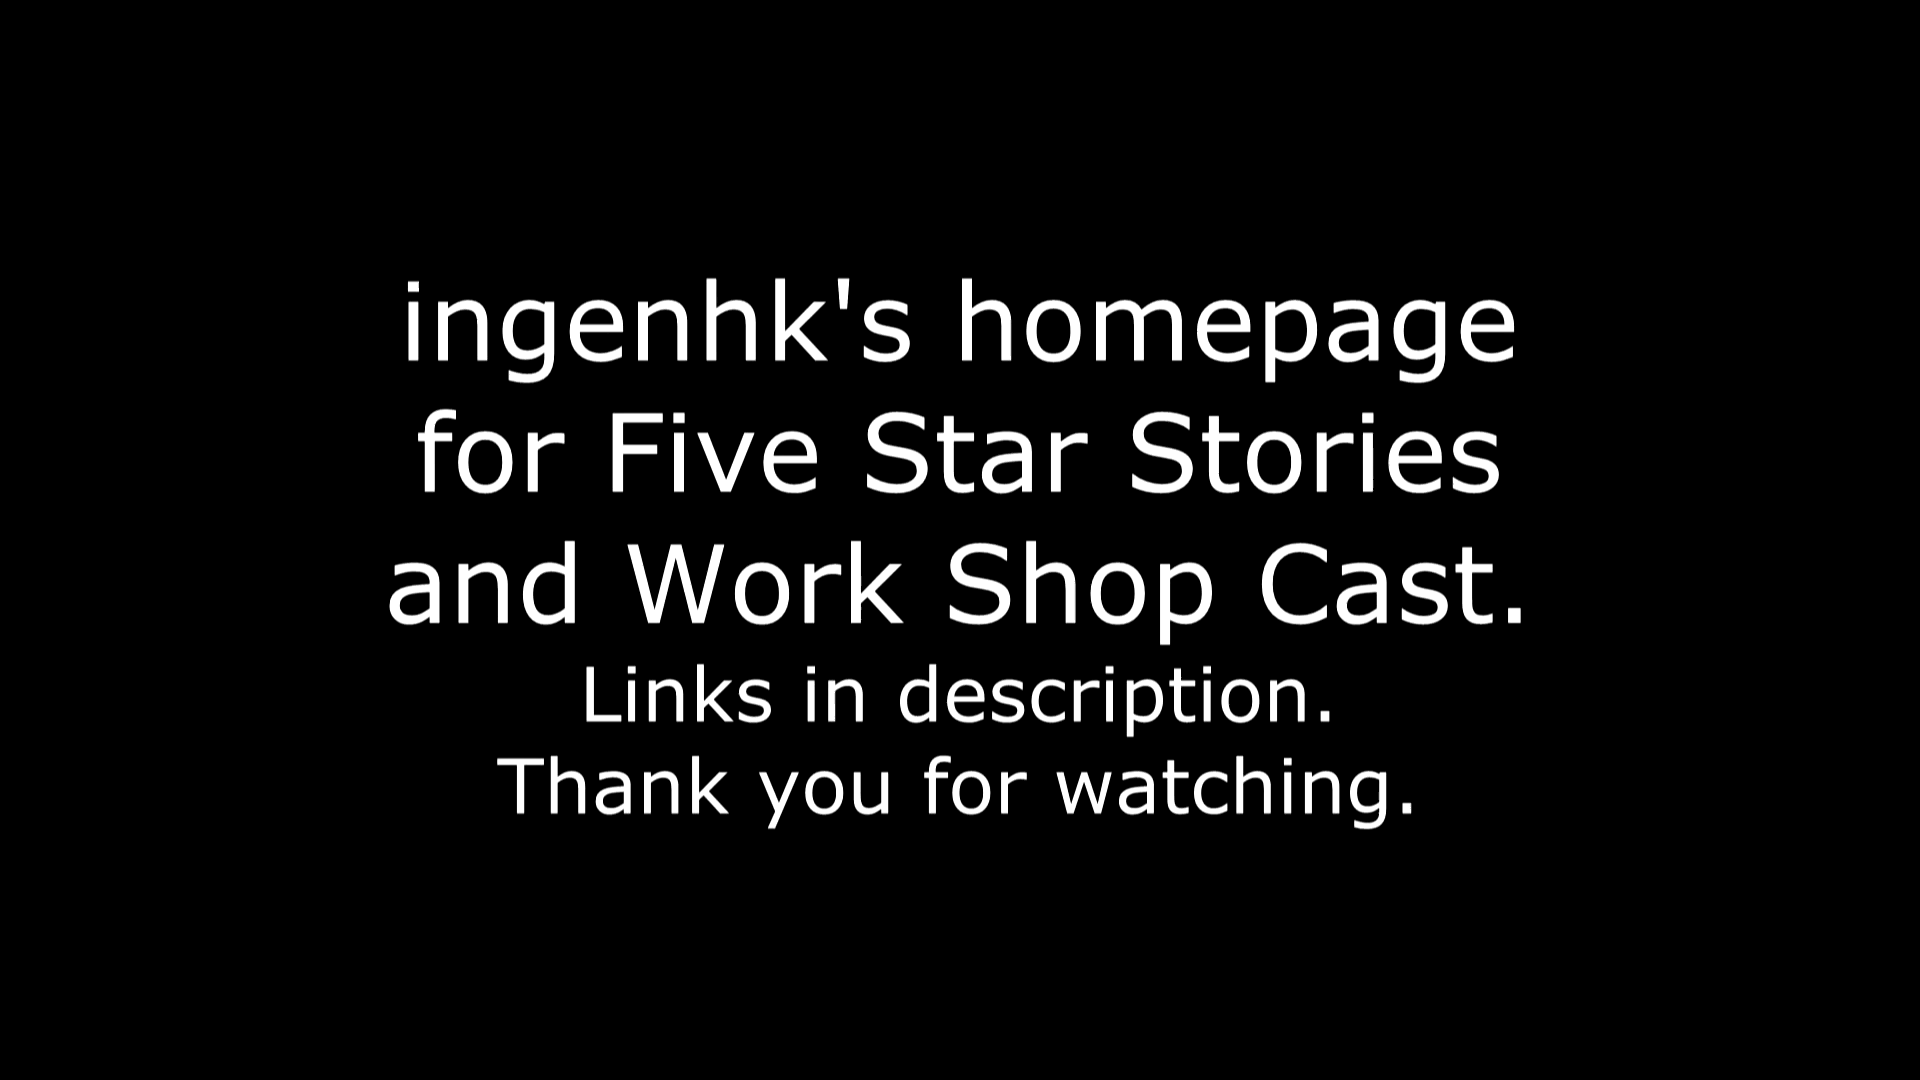 ingenhk's homepage
for Five Star Stories
and Work Shop Cast.
Links in description.
Thank you for watching.